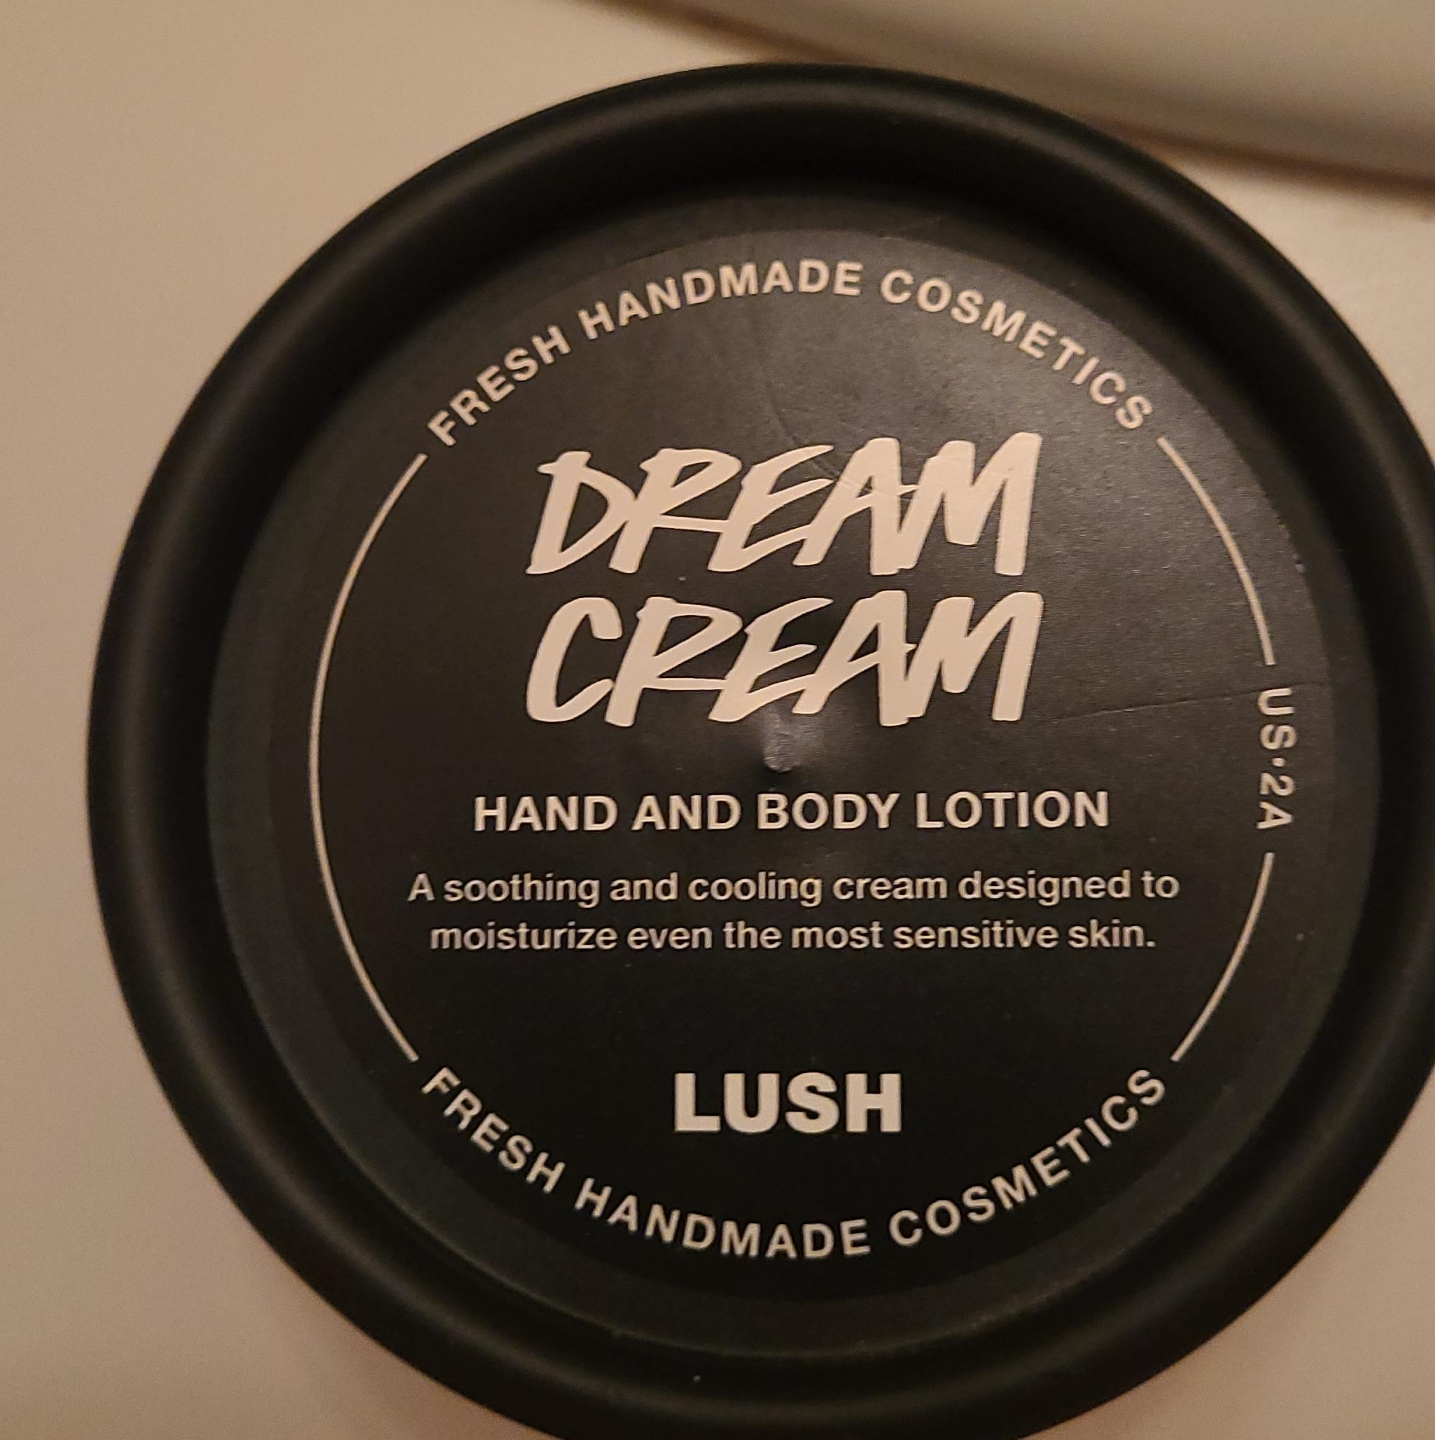 FRESH HANDMADE COSMETICS
DREAM
CREAM
US·2A
HAND AND BODY LOTION
A soothing and cooling cream designed to
moisturize even the most sensitive skin.
LUSH
FRESH HANDMADE COSMETICS